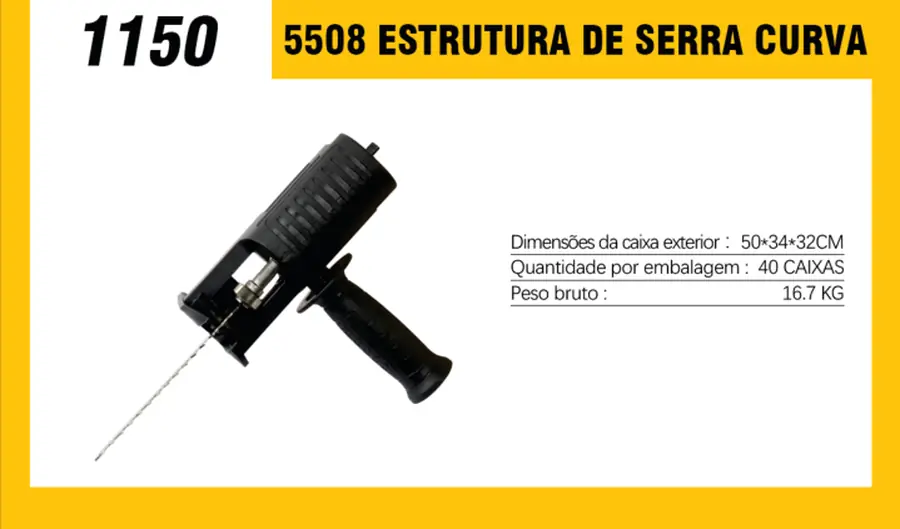 1150
5508 ESTRUTURA DE SERRA CURVA
Dimensões da caixa exterior : 50*34*32CM
Quantidade por embalagem : 40 CAIXAS
Peso bruto : 16.7 KG